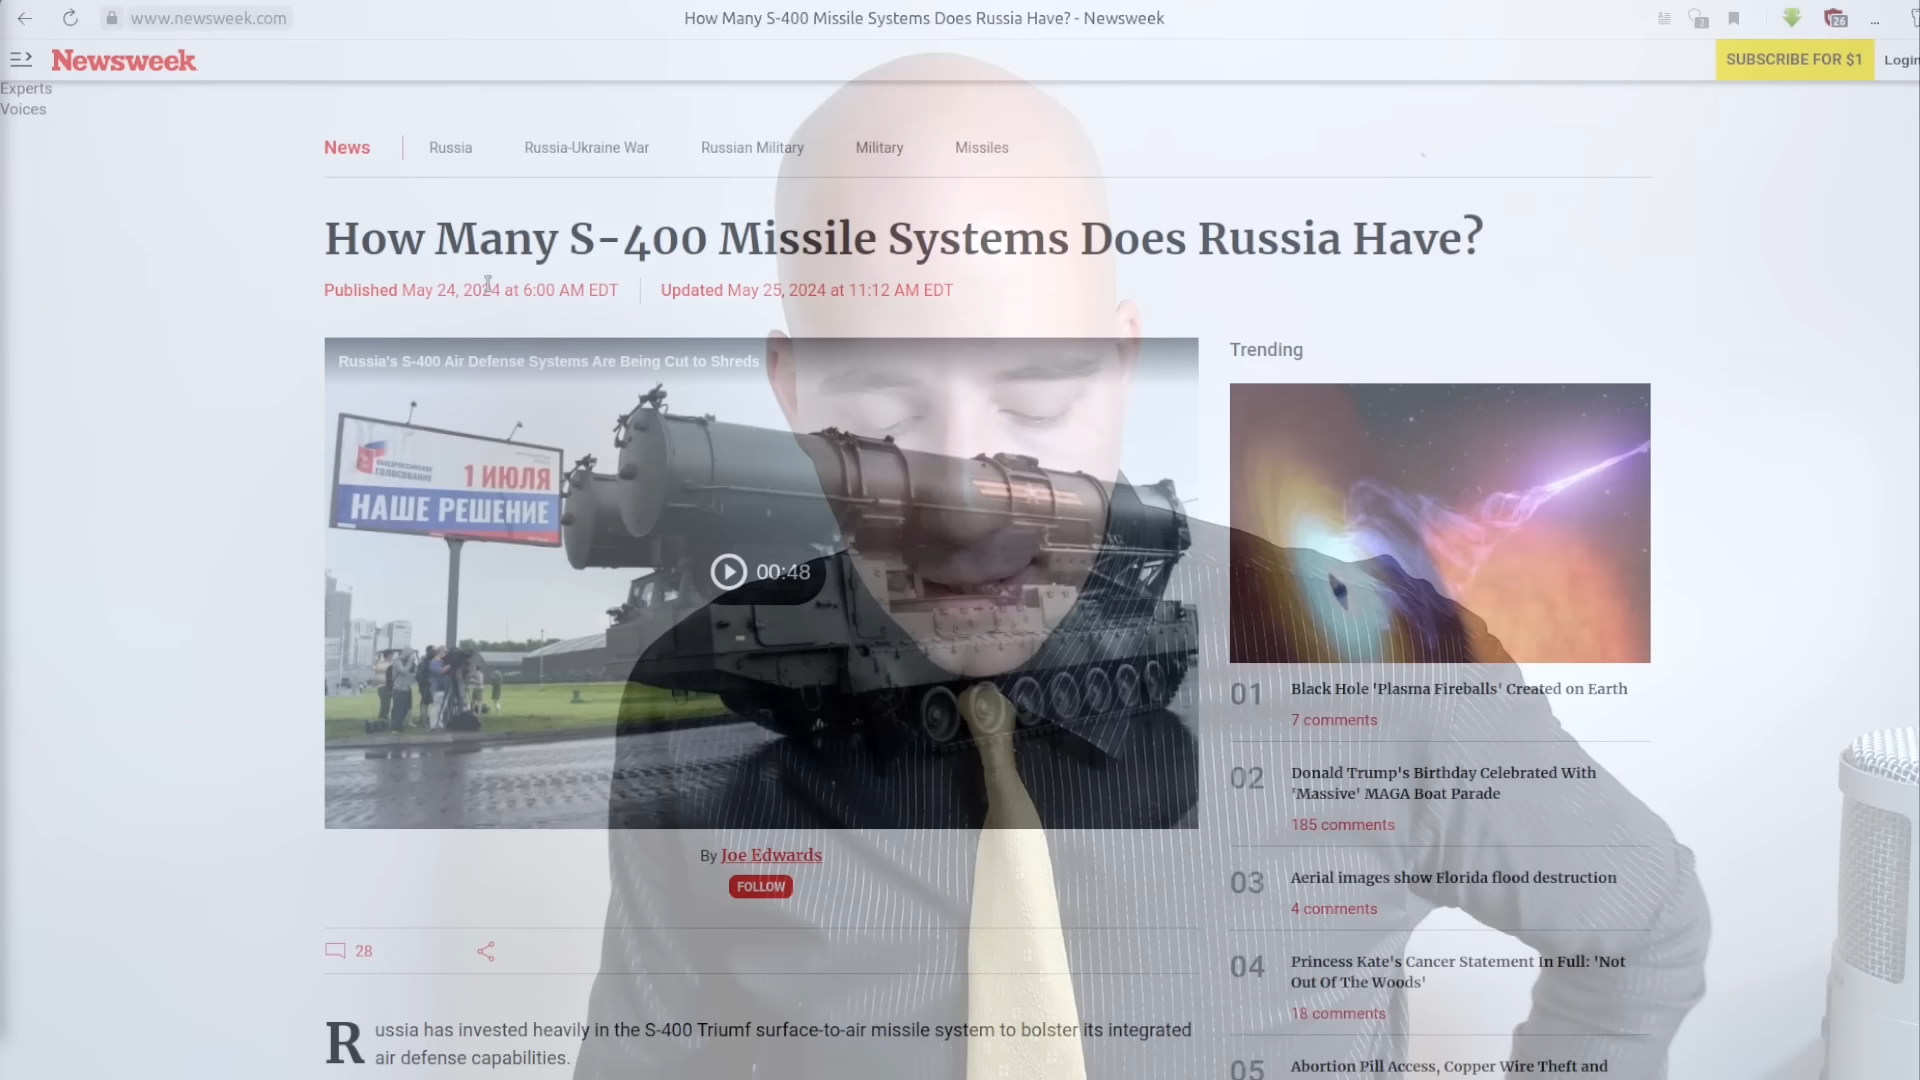 www.newsweek.com
How Many S-400 Missile Systems Does Russia Have? - Newsweek
2
26
...
Newsweek
SUBSCRIBE FOR $1
Login
Experts
Voices
News
Russia
Russia-Ukraine War
Russian Military
Military
Missiles
How Many S-400 Missile Systems Does Russia Have?
Published May 24, 2024 at 6:00 AM EDT
Updated May 25, 2024 at 11:12 AM EDT
Russia's S-400 Air Defense Systems Are Being Cut to Shreds
ОБЩЕРОССИЙСКОЕ
ГОЛОСОВАНИЕ
1 ИЮЛЯ
НАШЕ РЕШЕНИЕ
00:48
By Joe Edwards
FOLLOW
28
Russia has invested heavily in the S-400 Triumf surface-to-air missile system to bolster its integrated
air defense capabilities.
Trending
01
Black Hole 'Plasma Fireballs' Created on Earth
7 comments
02
Donald Trump's Birthday Celebrated With
'Massive' MAGA Boat Parade
185 comments
03
Aerial images show Florida flood destruction
4 comments
04
Princess Kate's Cancer Statement In Full: 'Not
Out Of The Woods'
18 comments
05
Abortion Pill Access, Copper Wire Theft and